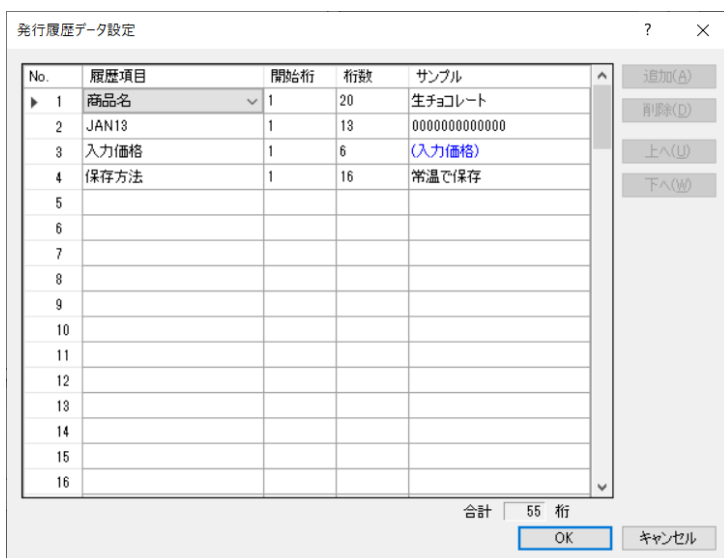 発行履歴データ設定 ? ×
No. 履歴項目 開始桁 桁数 サンプル 追加(A)
1 商品名 1 20 生チョコレート 削除(D)
2 JAN13 1 13 0000000000000
3 入力価格 1 6 (入力価格) 上へ(U)
4 保存方法 1 16 常温で保存 下へ(W)
5
6
7
8
9
10
11
12
13
14
15
16
合計 55 桁
OK キャンセル